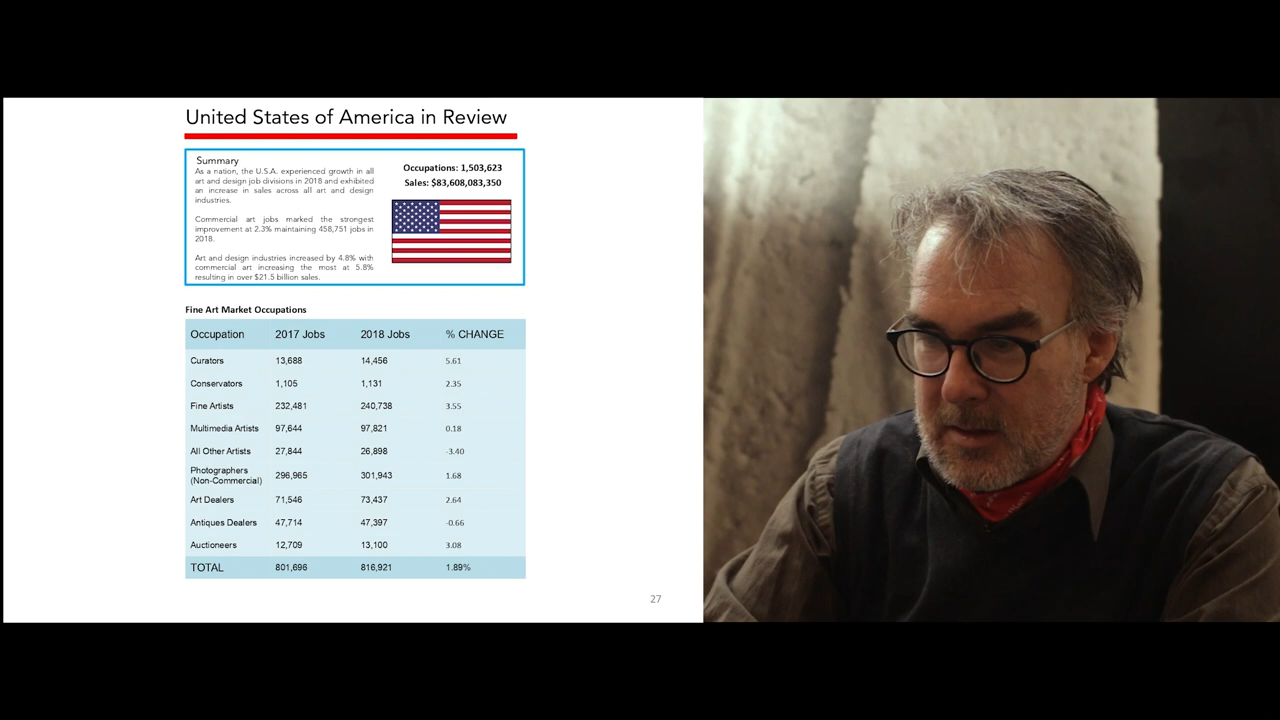 United States of America in Review
Summary
As a nation, the U.S.A. experienced growth in all
art and design job divisions in 2018 and exhibited
an increase in sales across all art and design
industries.
Commercial art jobs marked the strongest
improvement at 2.3% maintaining 458,751 jobs in
2018.
Art and design industries increased by 4.8% with
commercial art increasing the most at 5.8%
resulting in over $21.5 billion sales.
Occupations: 1,503,623
Sales: $83,608,083,350
Fine Art Market Occupations
Occupation 2017 Jobs 2018 Jobs % CHANGE
Curators 13,688 14,456 5.61
Conservators 1,105 1,131 2.35
Fine Artists 232,481 240,738 3.55
Multimedia Artists 97,644 97,821 0.18
All Other Artists 27,844 26,898 -3.40
Photographers
(Non-Commercial) 296,965 301,943 1.68
Art Dealers 71,546 73,437 2.64
Antiques Dealers 47,714 47,397 -0.66
Auctioneers 12,709 13,100 3.08
TOTAL 801,696 816,921 1.89%
27